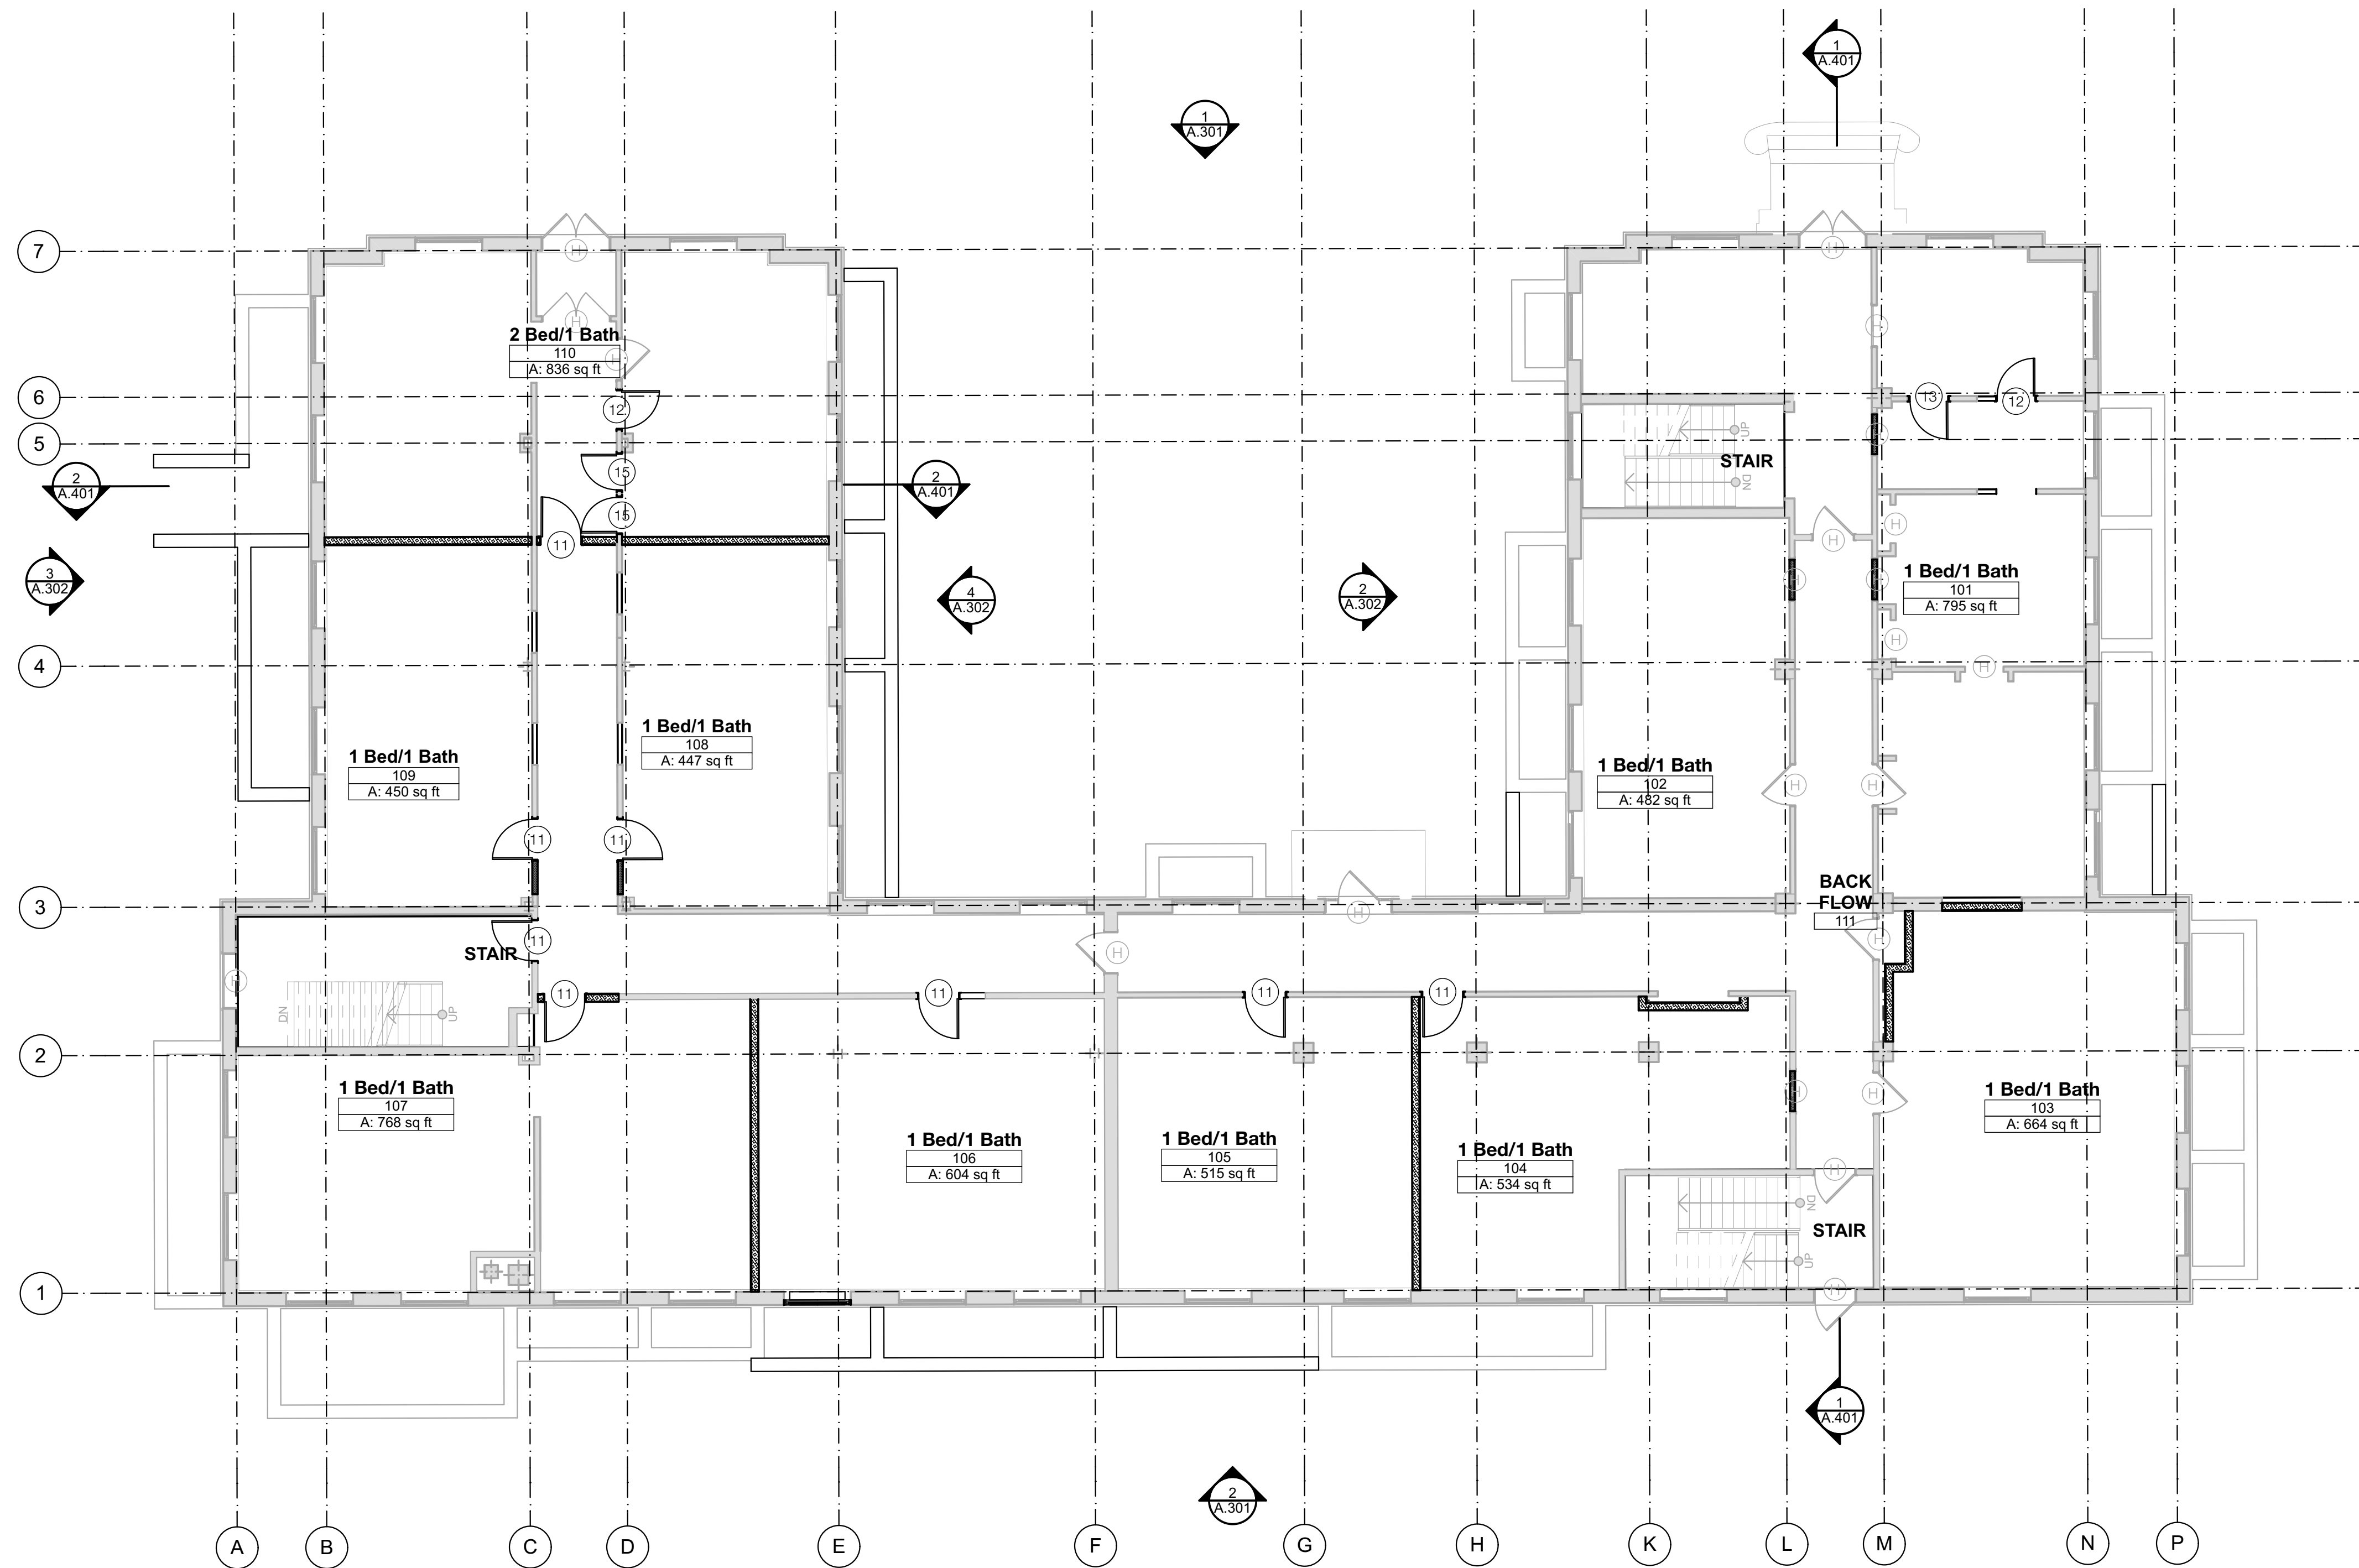 1
A.401
1
A.301
7
H
H
H
2 Bed/1 Bath
110
A: 836 sq ft
H
H
6
12
13
12
5
UP
H
STAIR
15
2
A.401
2
A.401
DN
15
H
11
H
3
A.302
4
A.302
2
A.302
H
H
1 Bed/1 Bath
101
A: 795 sq ft
H
4
H
1 Bed/1 Bath
108
A: 447 sq ft
1 Bed/1 Bath
109
A: 450 sq ft
1 Bed/1 Bath
102
A: 482 sq ft
H
H
11
11
BACK
FLOW
111
3
H
11
H
STAIR
H
H
11
11
11
11
DN
UP
2
1 Bed/1 Bath
107
A: 768 sq ft
H
H
1 Bed/1 Bath
103
A: 664 sq ft
1 Bed/1 Bath
106
A: 604 sq ft
1 Bed/1 Bath
105
A: 515 sq ft
1 Bed/1 Bath
104
A: 534 sq ft
H
DN
STAIR
UP
1
H
1
A.401
2
A.301
A
B
C
D
E
F
G
H
K
L
M
N
P